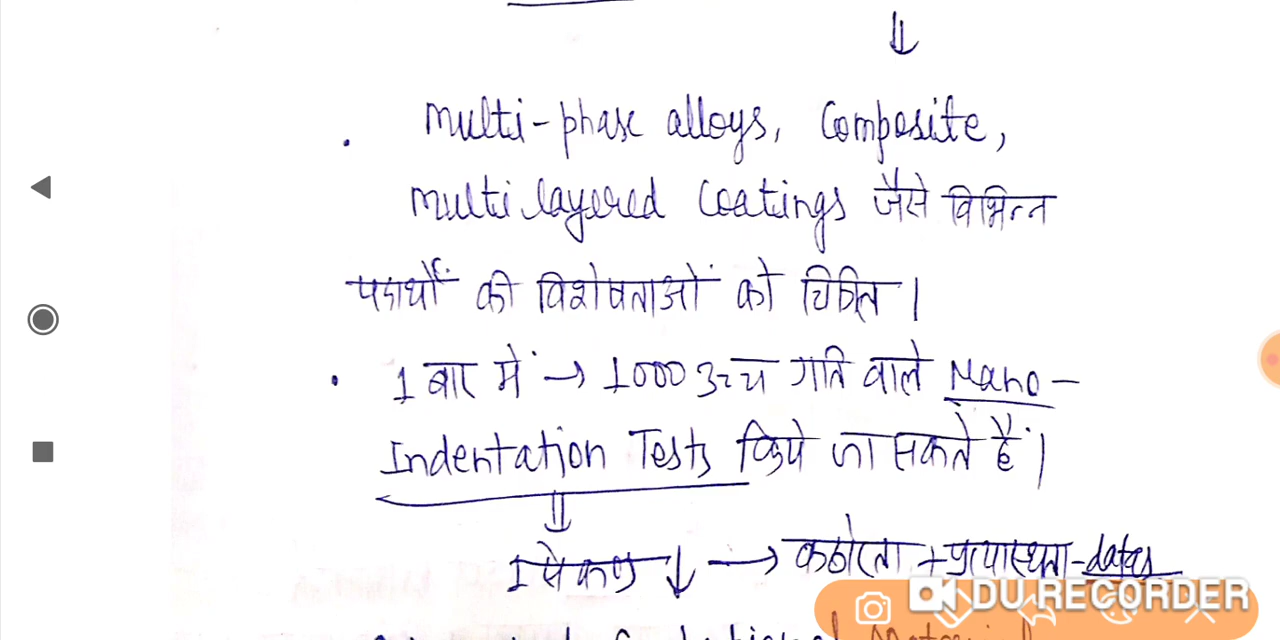 ⇓
• multi-phase alloys, Composite,
multilayered Coatings जैसे विभिन्न
पदार्थों की विशेषताओं को चित्रित।
• 1 बार में → 1000 उच्च गति वाले Nano-
Indentation Tests किये जा सकते हैं।
⇓
1 सेकण्ड ↓ → कठोरता + प्रत्यास्थता - datas
DU RECORDER